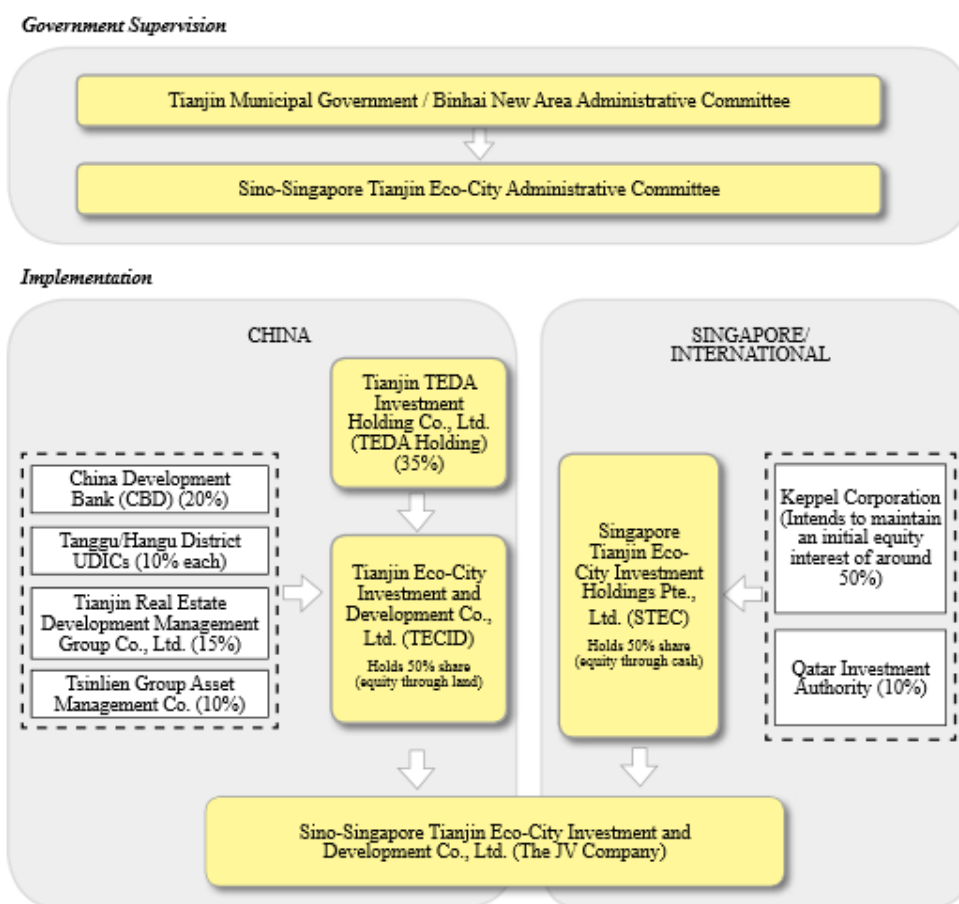 Government Supervision
Tianjin Municipal Government / Binhai New Area Administrative Committee
Sino-Singapore Tianjin Eco-City Administrative Committee
Implementation
CHINA
Tianjin TEDA
Investment
Holding Co., Ltd.
(TEDA Holding)
(35%)
China Development
Bank (CBD) (20%)
Tanggu/Hangu District
UDICs (10% each)
Tianjin Real Estate
Development Management
Group Co., Ltd. (15%)
Tsinlien Group Asset
Management Co. (10%)
Tianjin Eco-City
Investment and
Development Co.,
Ltd. (TECID)
Holds 50% share
(equity through land)
SINGAPORE/
INTERNATIONAL
Singapore
Tianjin Eco-
City Investment
Holdings Pte.,
Ltd. (STEC)
Holds 50% share
(equity through cash)
Keppel Corporation
(Intends to maintain
an initial equity
interest of around
50%)
Qatar Investment
Authority (10%)
Sino-Singapore Tianjin Eco-City Investment and
Development Co., Ltd. (The JV Company)